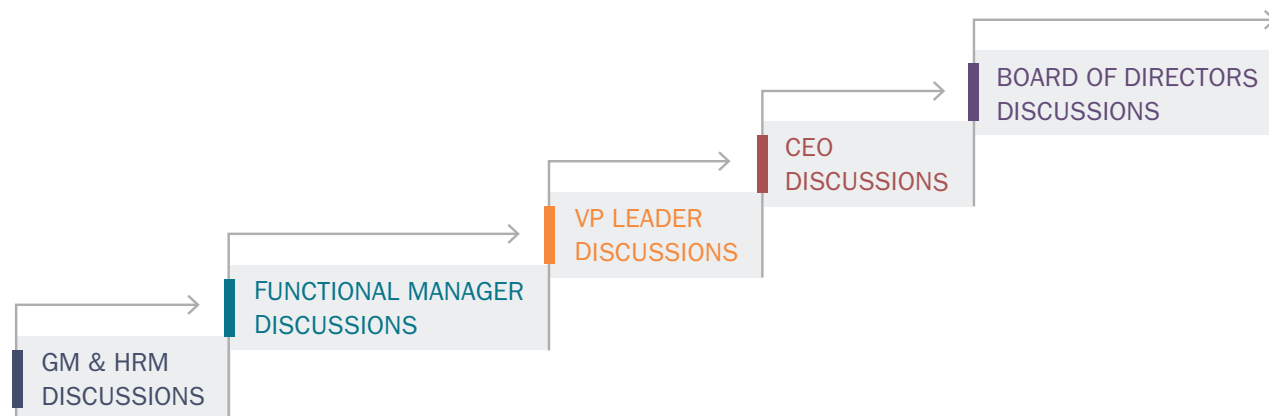 BOARD OF DIRECTORS
DISCUSSIONS
CEO
DISCUSSIONS
VP LEADER
DISCUSSIONS
FUNCTIONAL MANAGER
DISCUSSIONS
GM & HRM
DISCUSSIONS